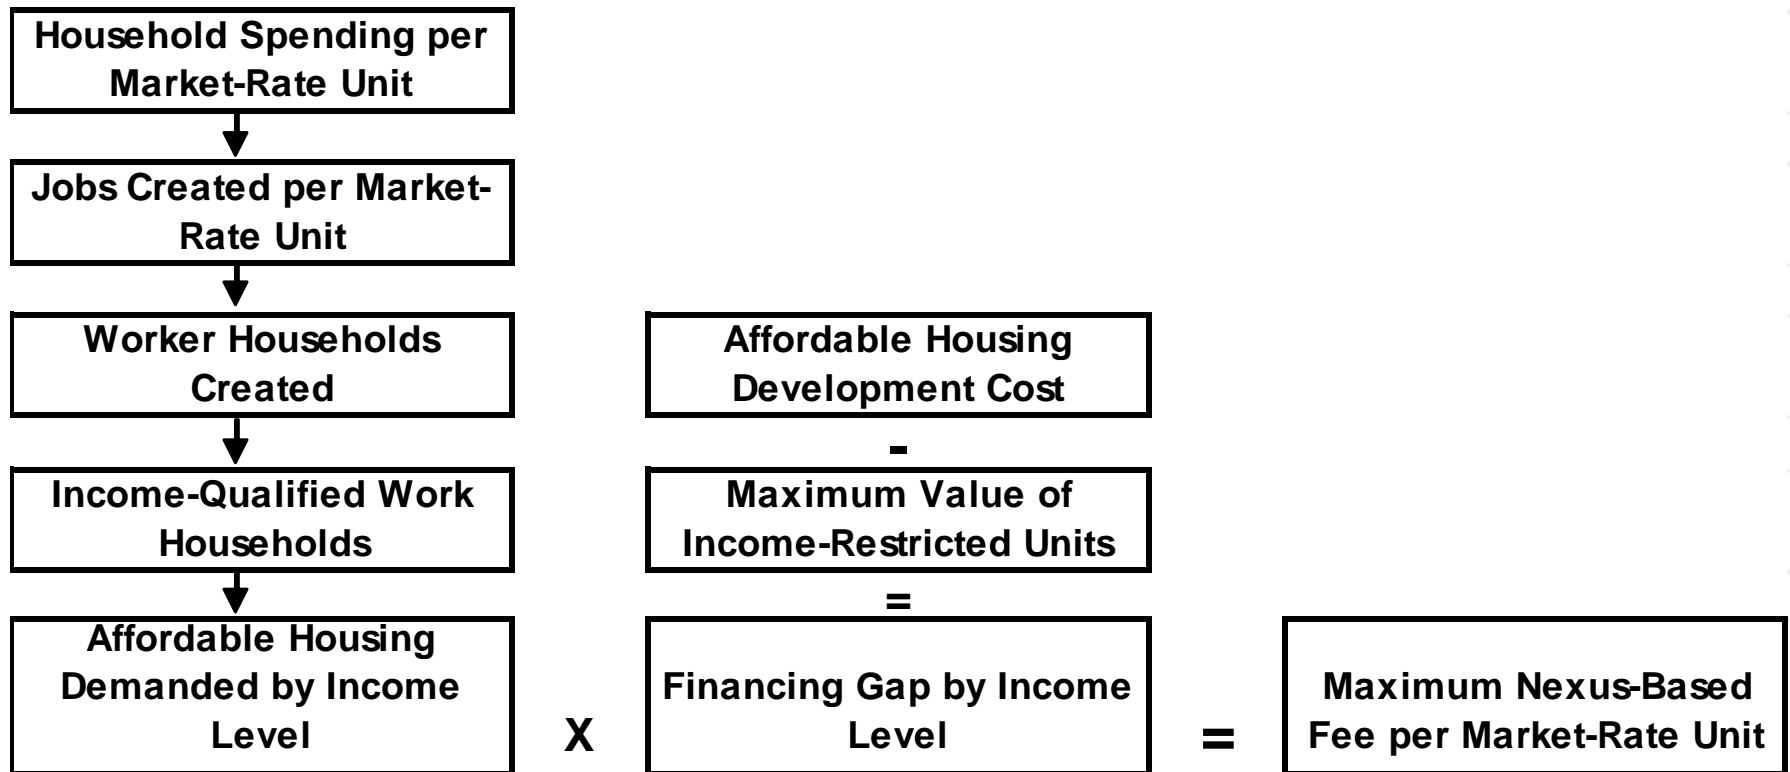 Household Spending per
Market-Rate Unit
Jobs Created per Market-
Rate Unit
Worker Households
Created
Affordable Housing
Development Cost
-
Income-Qualified Work
Households
Maximum Value of
Income-Restricted Units
=
Affordable Housing
Demanded by Income
Level
X
Financing Gap by Income
Level
=
Maximum Nexus-Based
Fee per Market-Rate Unit